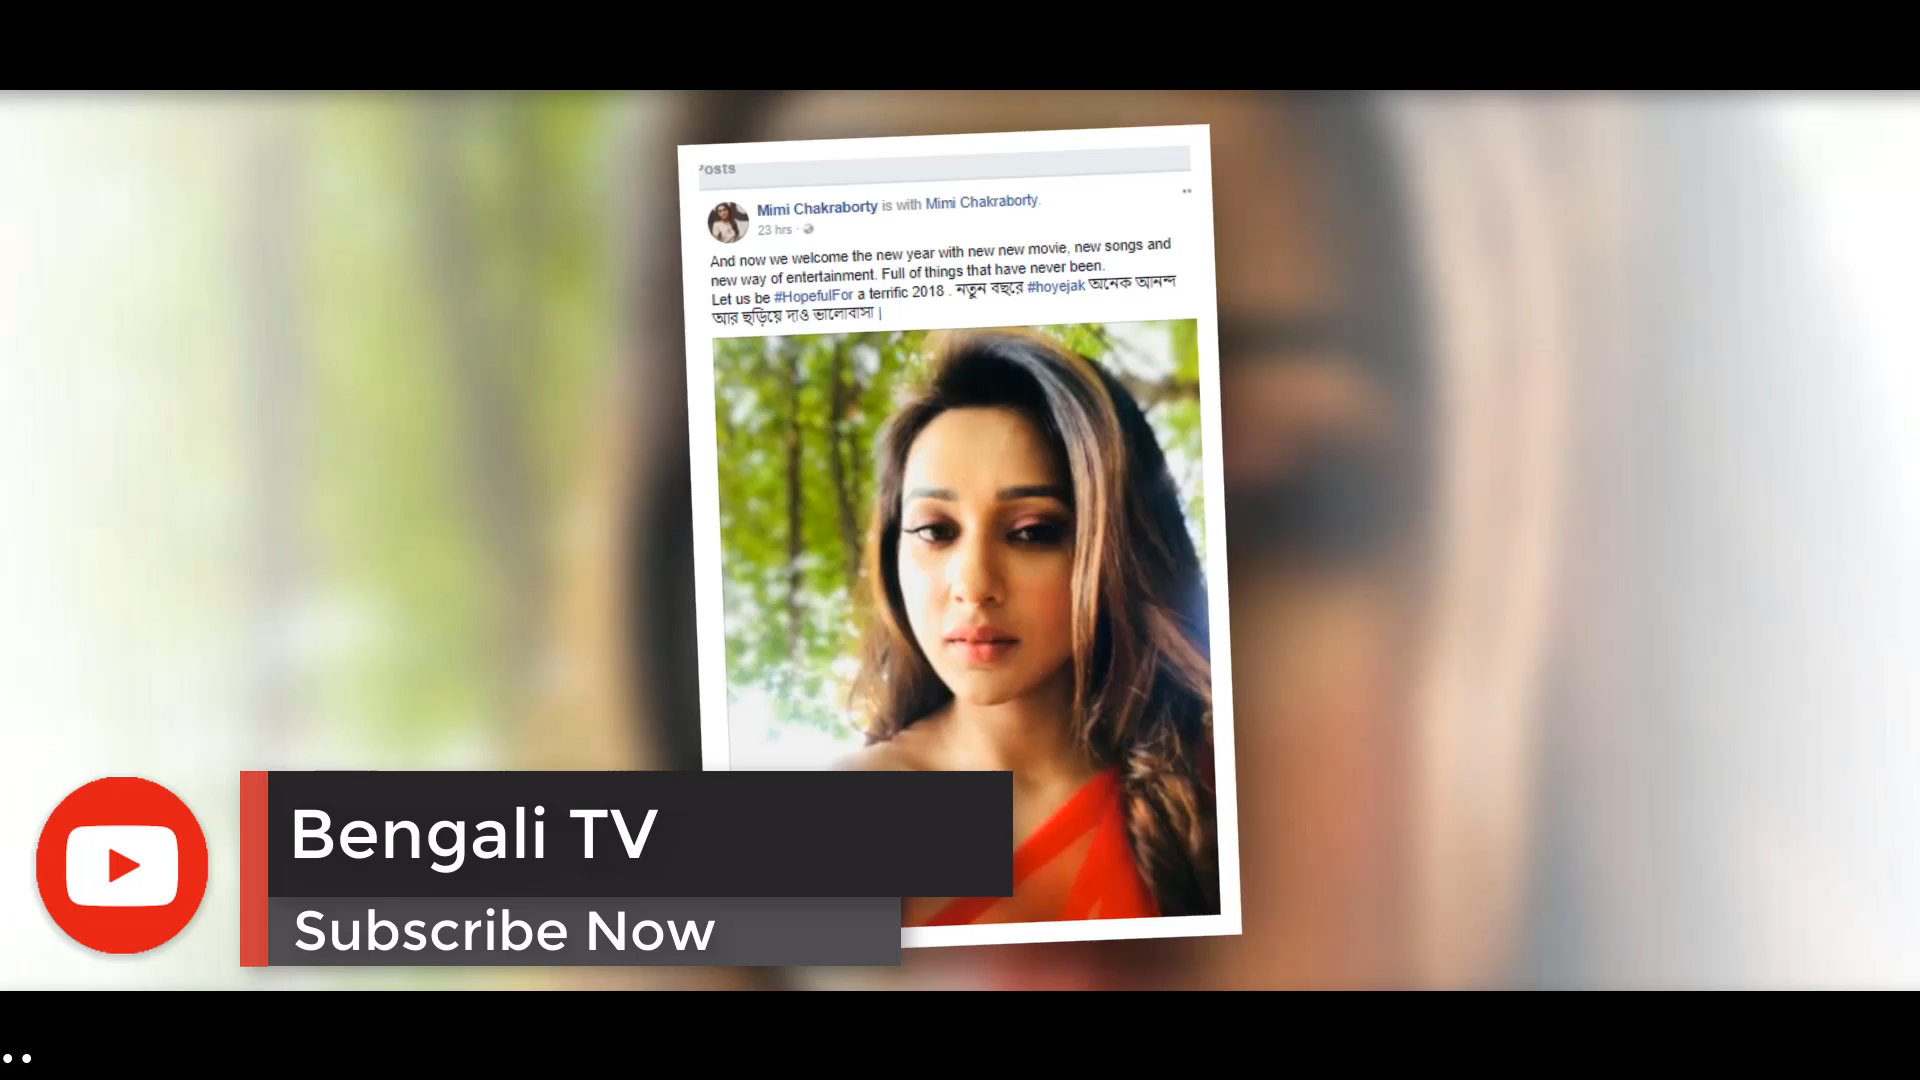 Posts
Mimi Chakraborty is with Mimi Chakraborty.
23 hrs ·
And now we welcome the new year with new new movie, new songs and
new way of entertainment. Full of things that have never been.
Let us be #HopefulFor a terrific 2018 . নতুন বছরে #hoyejak অনেক আনন্দ
আর ছড়িয়ে দাও ভালোবাসা |
Bengali TV
Subscribe Now